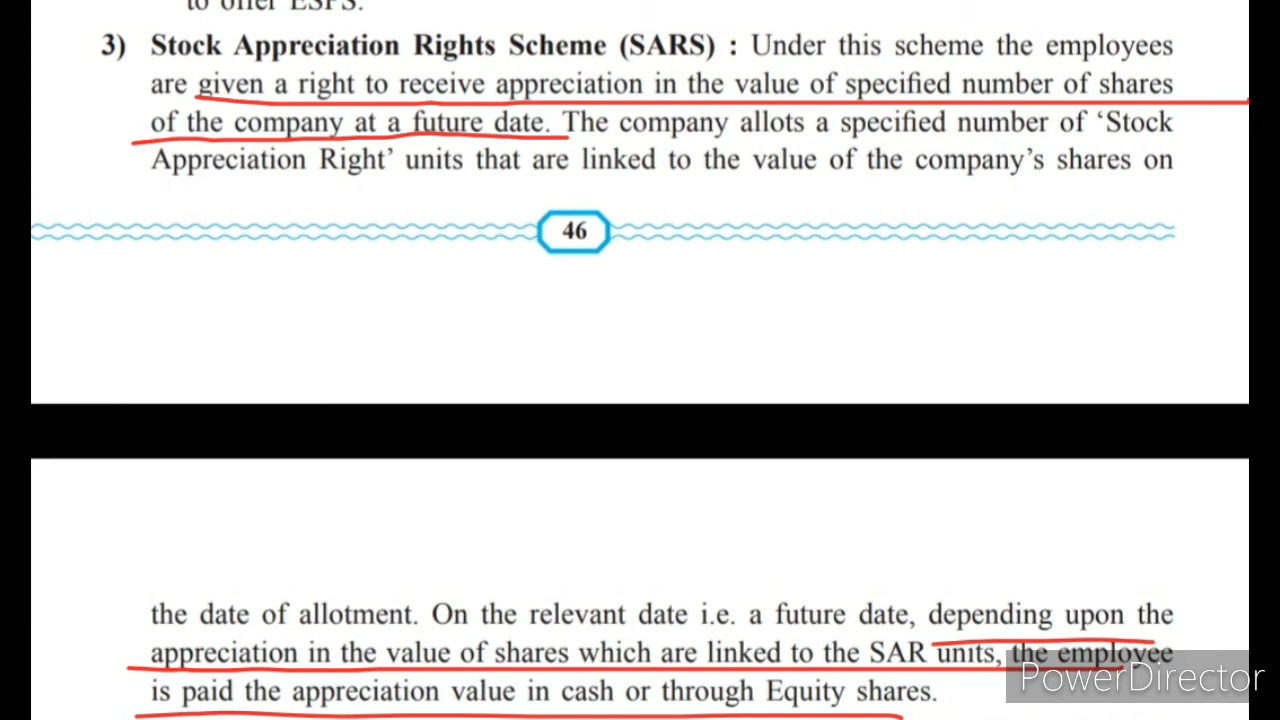 to offer ESPS.
3) Stock Appreciation Rights Scheme (SARS) : Under this scheme the employees
are given a right to receive appreciation in the value of specified number of shares
of the company at a future date. The company allots a specified number of ‘Stock
Appreciation Right’ units that are linked to the value of the company’s shares on
46
the date of allotment. On the relevant date i.e. a future date, depending upon the
appreciation in the value of shares which are linked to the SAR units, the employee
is paid the appreciation value in cash or through Equity shares.
PowerDirector